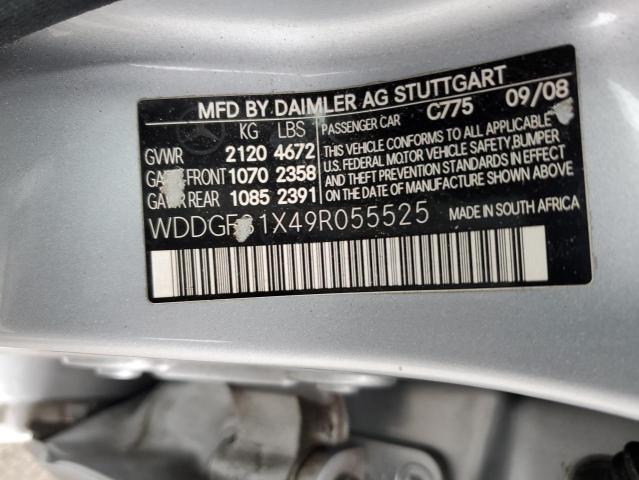 MFD BY DAIMLER AG STUTTGART
KG LBS PASSENGER CAR C775 09/08
GVWR 2120 4672
GAWR FRONT 1070 2358
GAWR REAR 1085 2391
THIS VEHICLE CONFORMS TO ALL APPLICABLE
U.S. FEDERAL MOTOR VEHICLE SAFETY, BUMPER
AND THEFT PREVENTION STANDARDS IN EFFECT
ON THE DATE OF MANUFACTURE SHOWN ABOVE
MADE IN SOUTH AFRICA